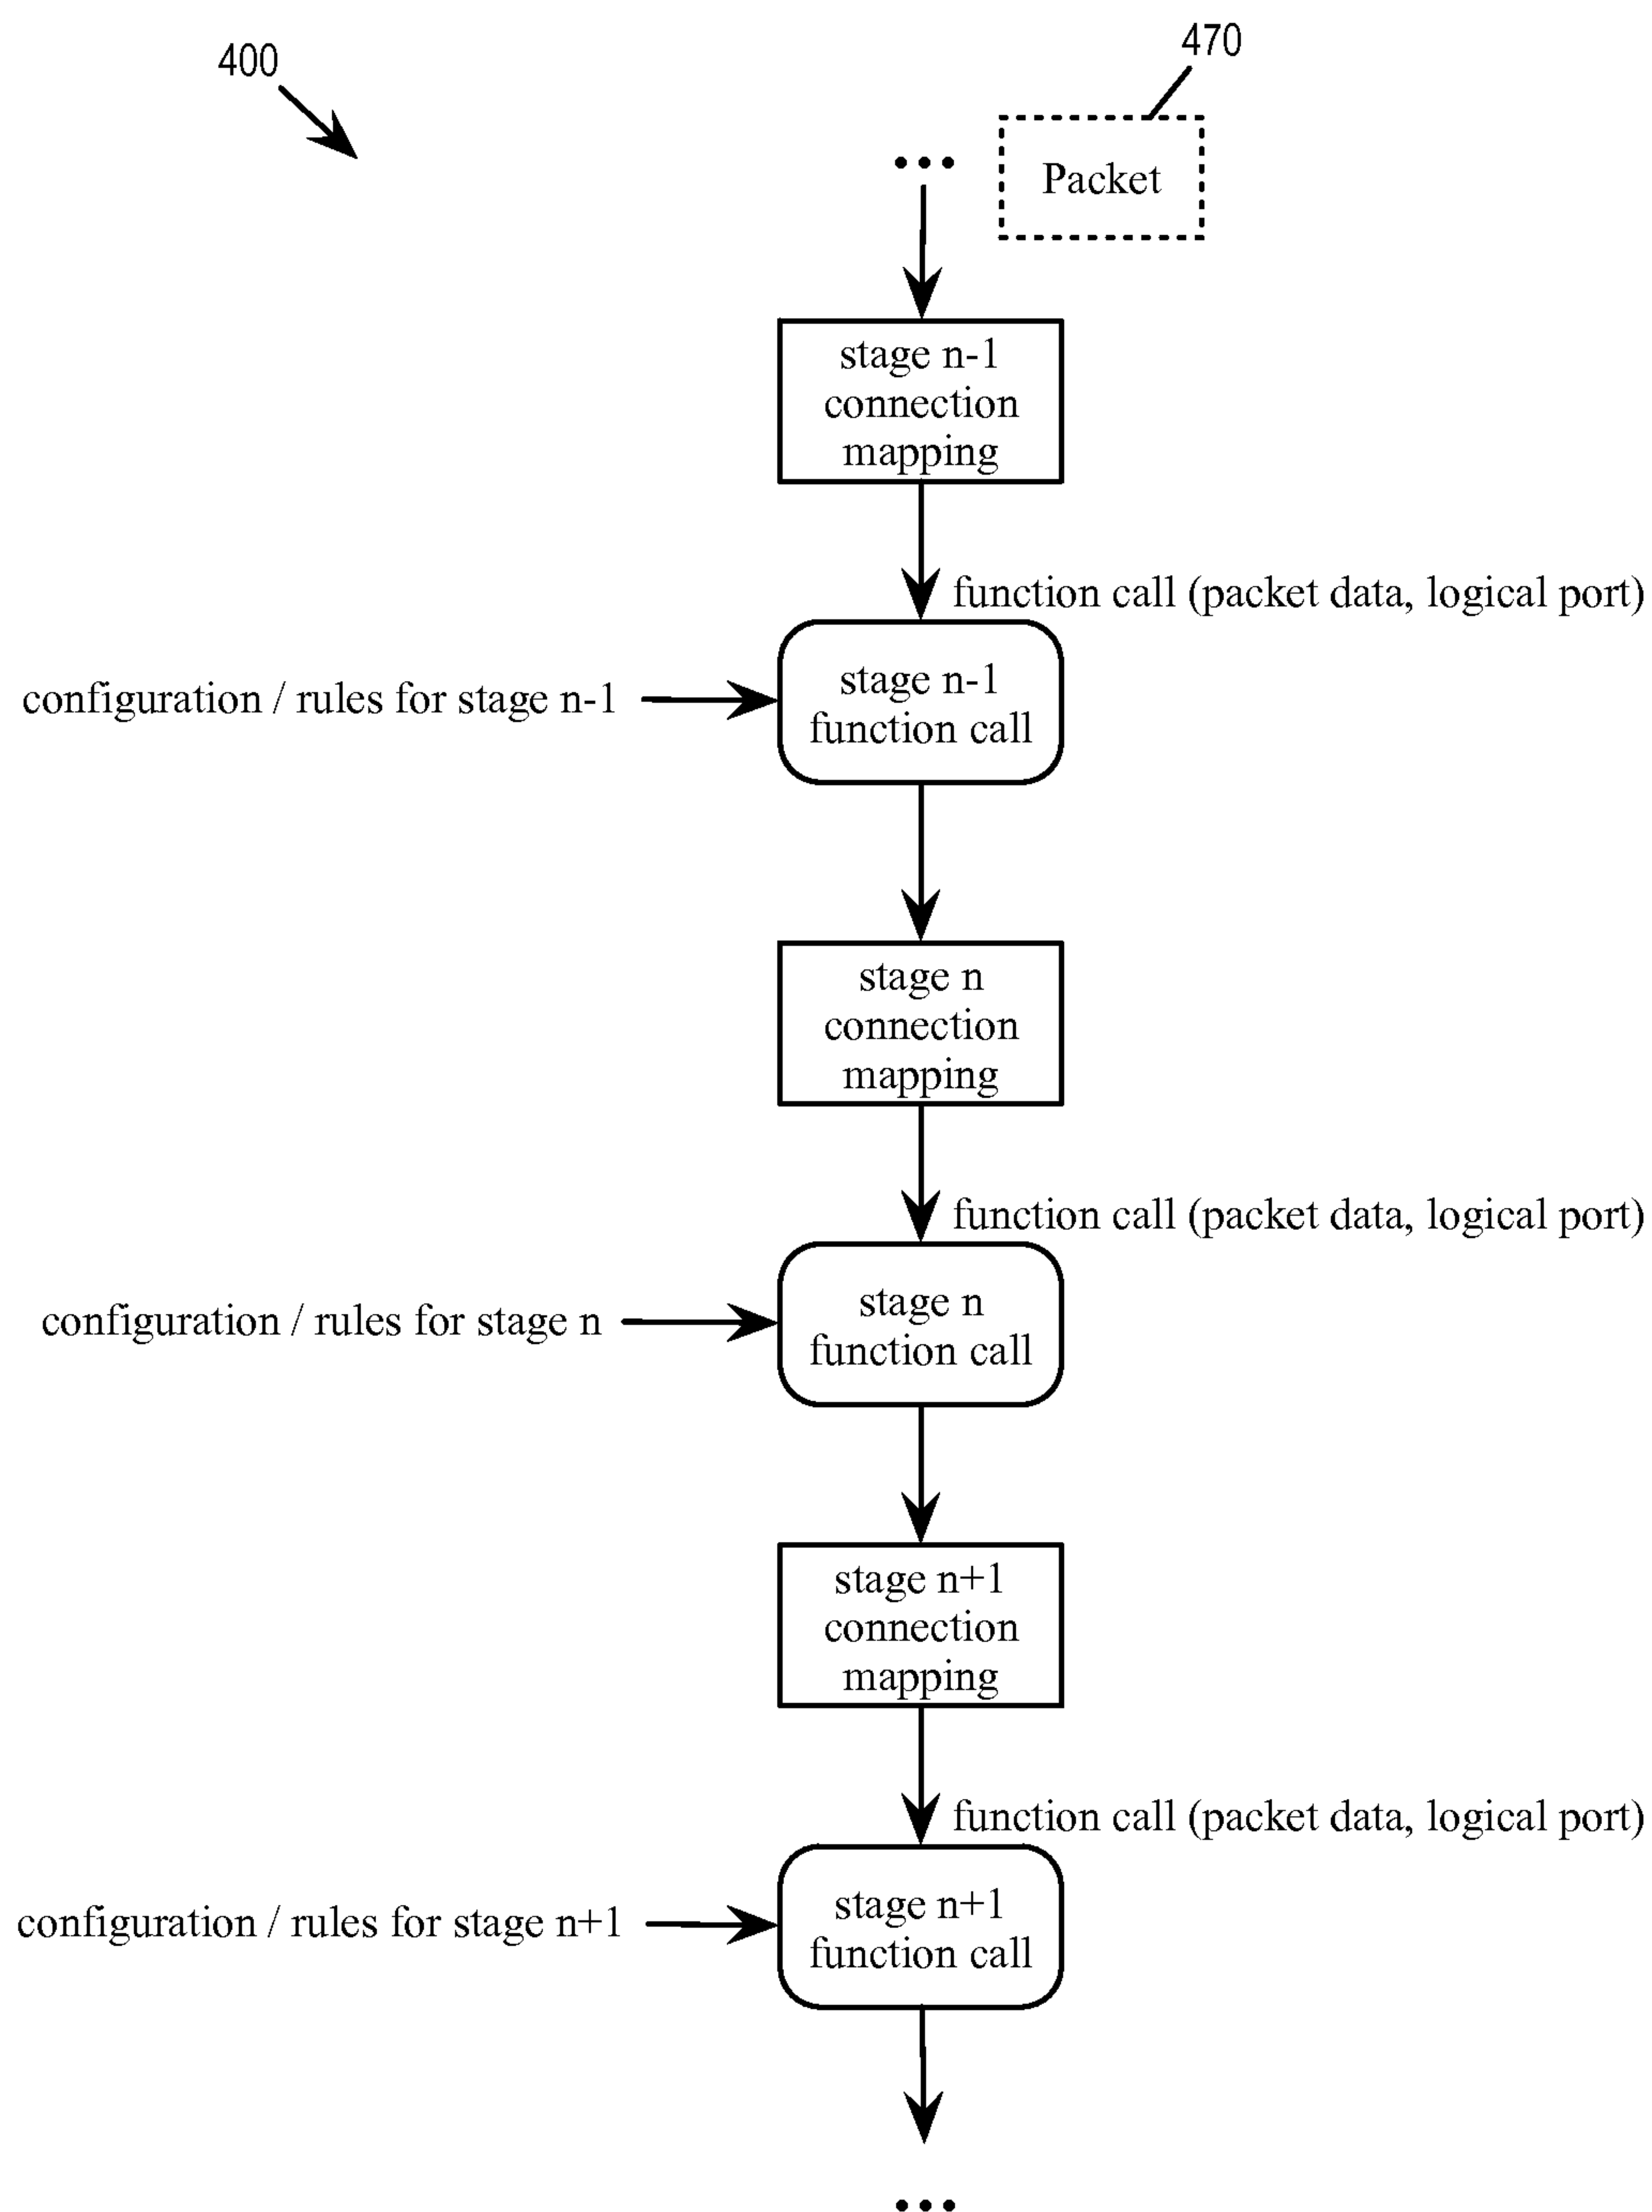 400
470
...
Packet
stage n-1
connection
mapping
function call (packet data, logical port)
configuration / rules for stage n-1
stage n-1
function call
stage n
connection
mapping
function call (packet data, logical port)
configuration / rules for stage n
stage n
function call
stage n+1
connection
mapping
function call (packet data, logical port)
configuration / rules for stage n+1
stage n+1
function call
...